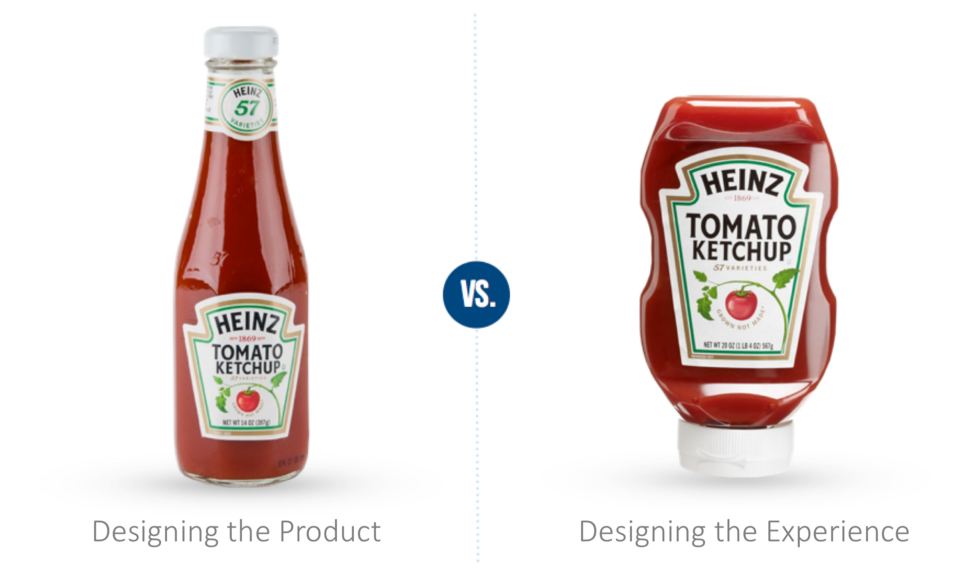 HEINZ
57
VARIETIES
57
HEINZ
1869
TOMATO
KETCHUP
57 VARIETIES
NET WT 14 OZ (397g)
Designing the Product
VS.
HEINZ
1869
TOMATO
KETCHUP
57 VARIETIES
GROWN NOT MADE
NET WT 20 OZ (1 LB 4 OZ) 567g
Designing the Experience